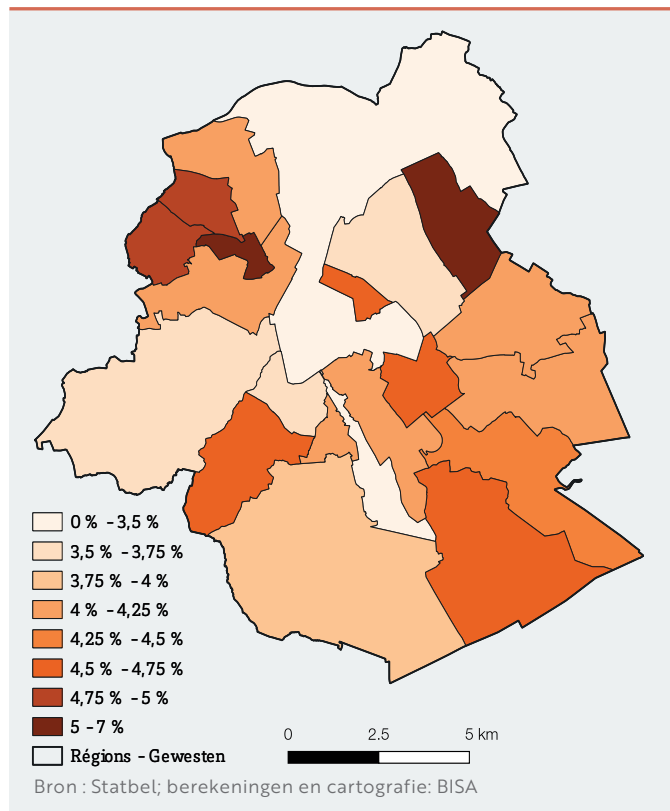 0 % - 3,5 %
3,5 % - 3,75 %
3,75 % - 4 %
4 % - 4,25 %
4,25 % - 4,5 %
4,5 % - 4,75 %
4,75 % - 5 %
5 - 7 %
Régions - Gewesten
0 2.5 5 km
Bron : Statbel; berekeningen en cartografie: BISA